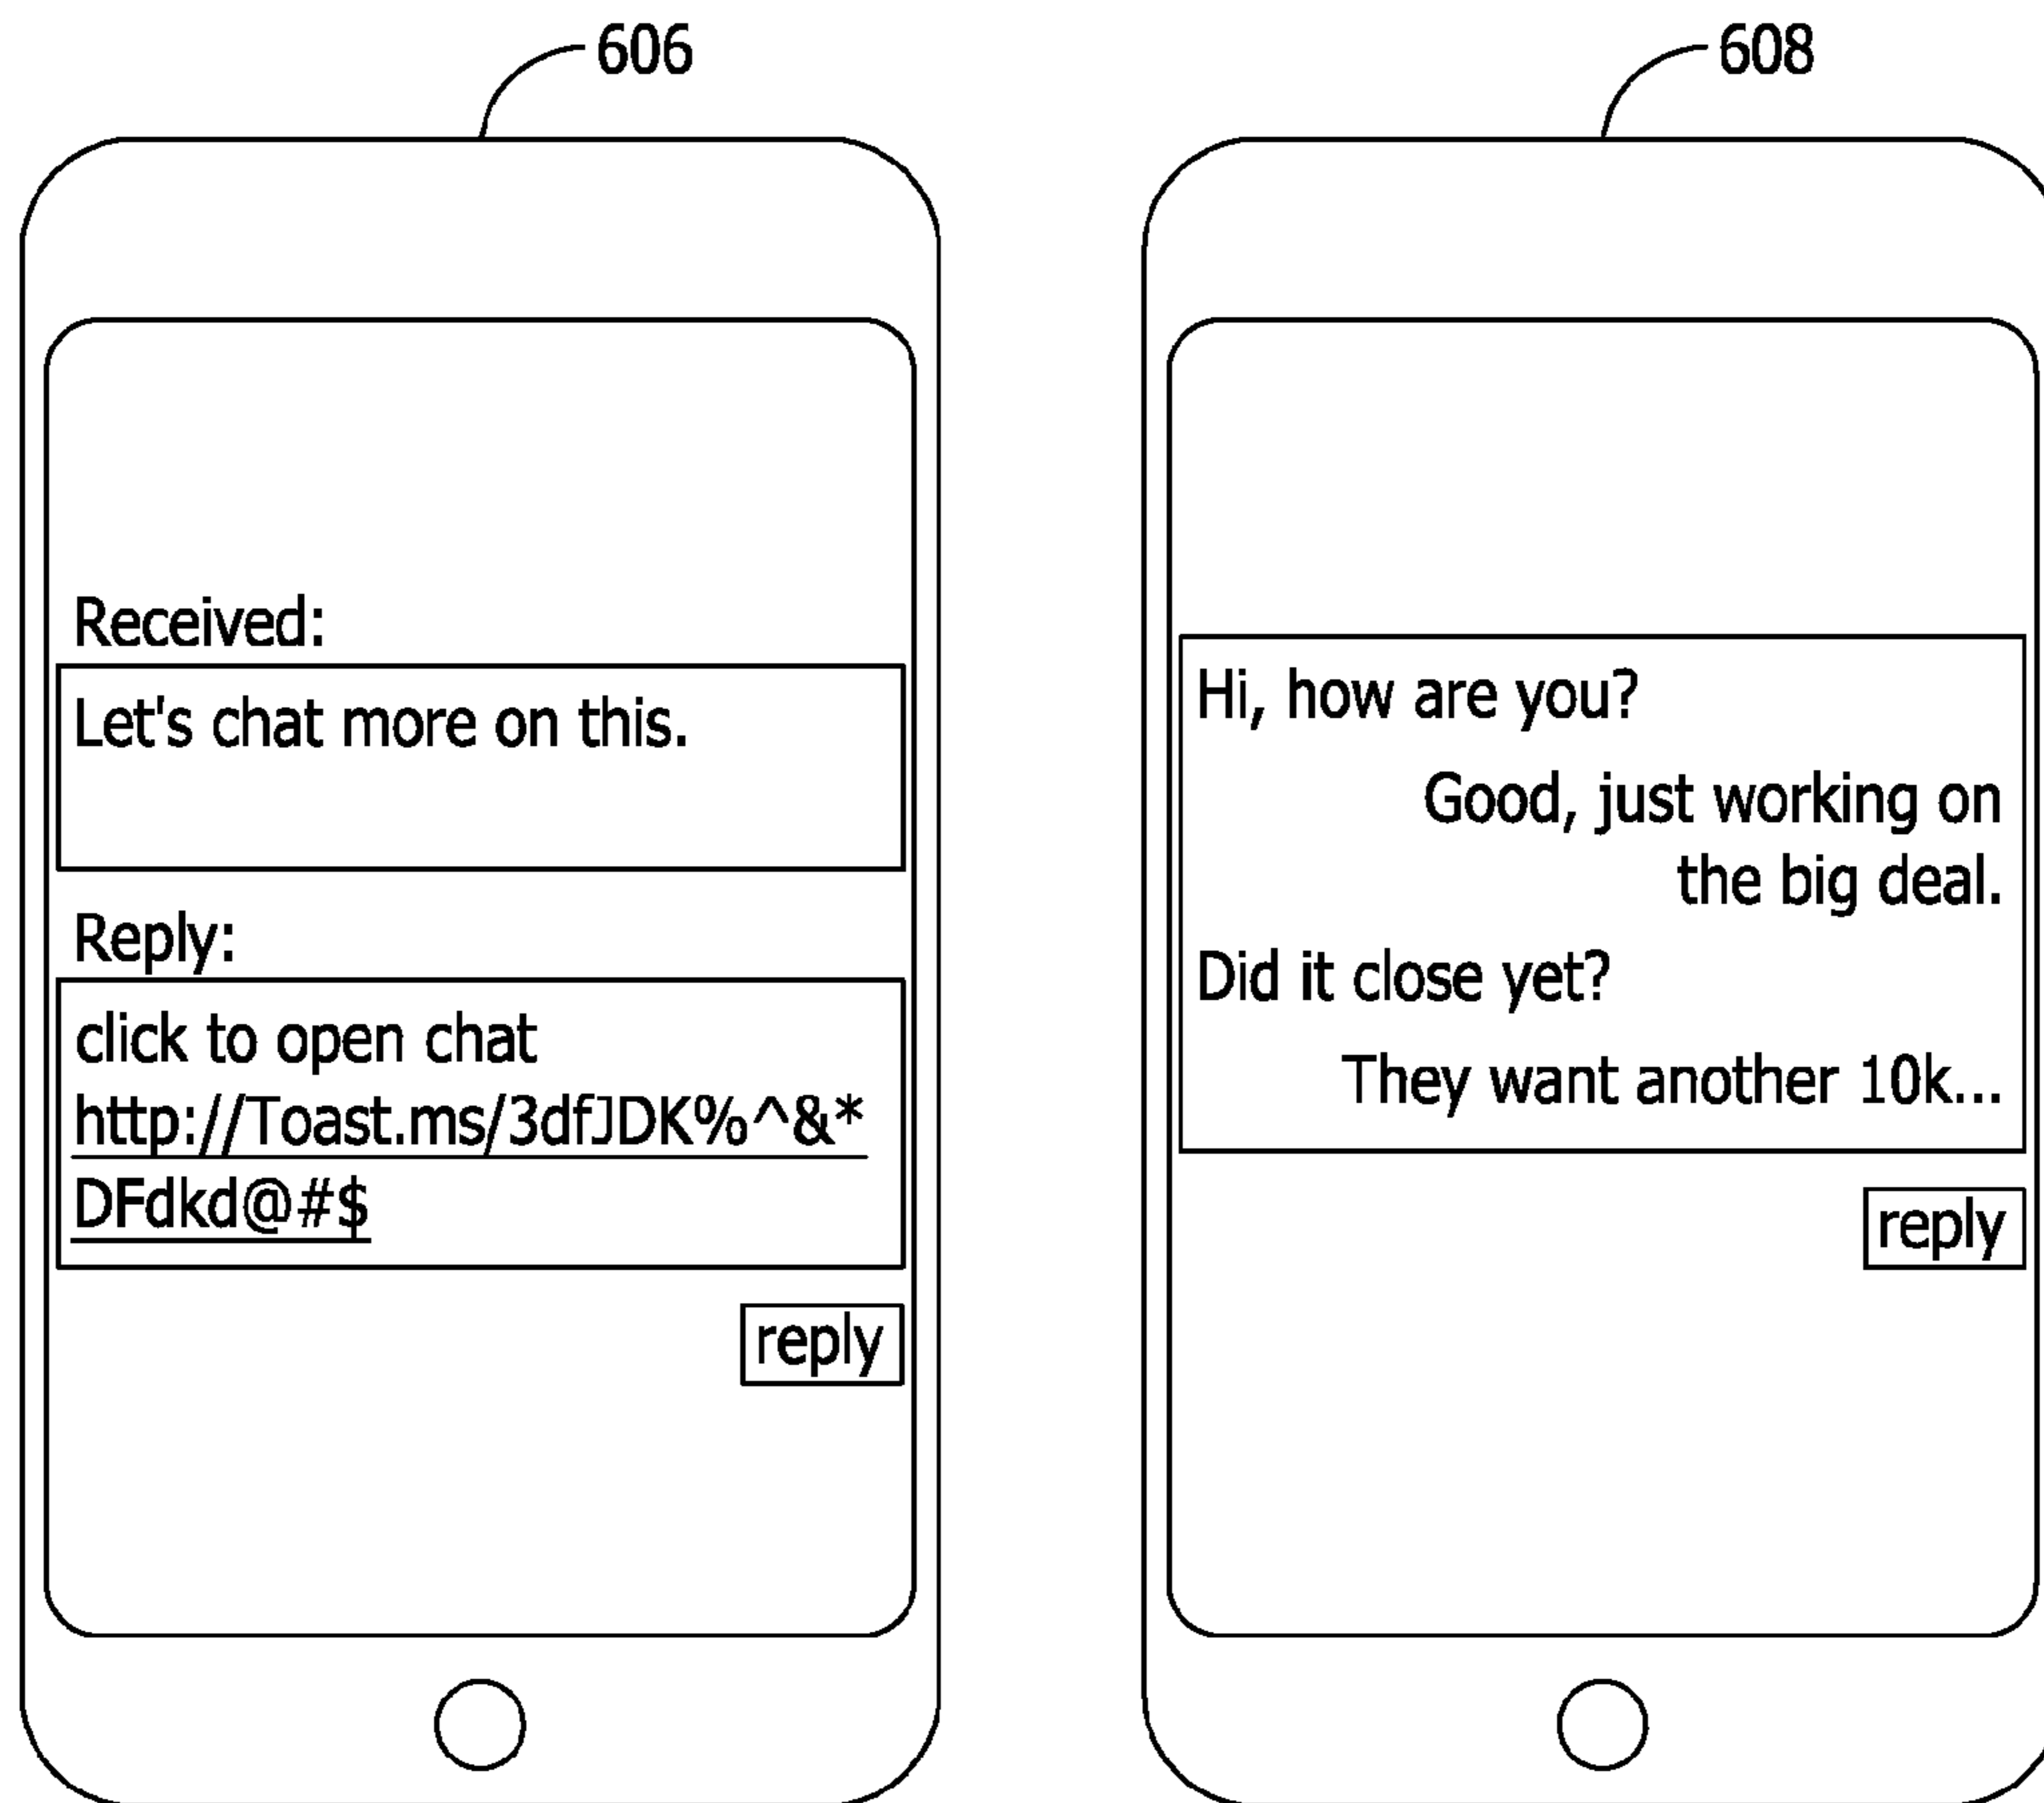 606
Received:
Let's chat more on this.
Reply:
click to open chat
http://Toast.ms/3dfJDK%^&*
DFdkd@#$
reply
608
Hi, how are you?
Good, just working on
the big deal.
Did it close yet?
They want another 10k...
reply